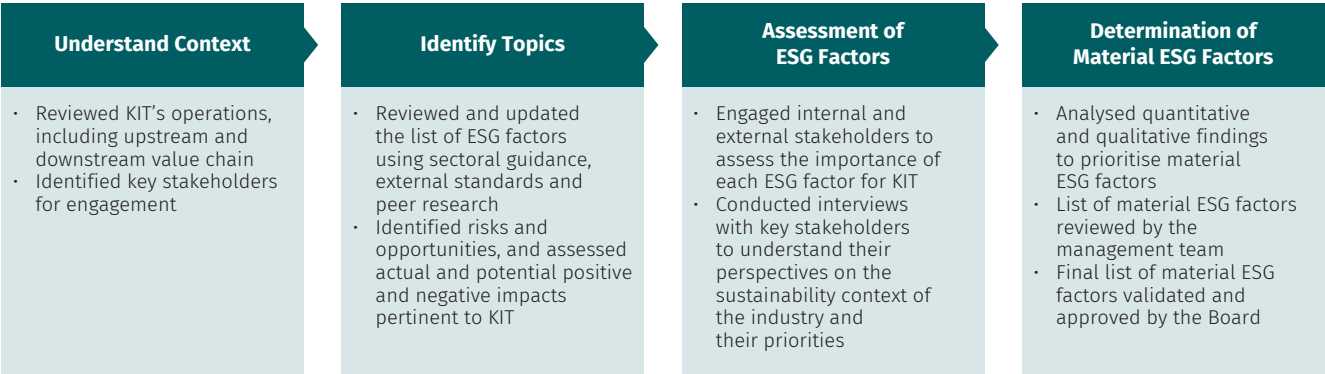 Understand Context
· Reviewed KIT's operations,
including upstream and
downstream value chain
· Identified key stakeholders
for engagement
Identify Topics
· Reviewed and updated
the list of ESG factors
using sectoral guidance,
external standards and
peer research
· Identified risks and
opportunities, and assessed
actual and potential positive
and negative impacts
pertinent to KIT
Assessment of
ESG Factors
· Engaged internal and
external stakeholders to
assess the importance of
each ESG factor for KIT
· Conducted interviews
with key stakeholders
to understand their
perspectives on the
sustainability context of
the industry and
their priorities
Determination of
Material ESG Factors
· Analysed quantitative
and qualitative findings
to prioritise material
ESG factors
· List of material ESG factors
reviewed by the
management team
· Final list of material ESG
factors validated and
approved by the Board